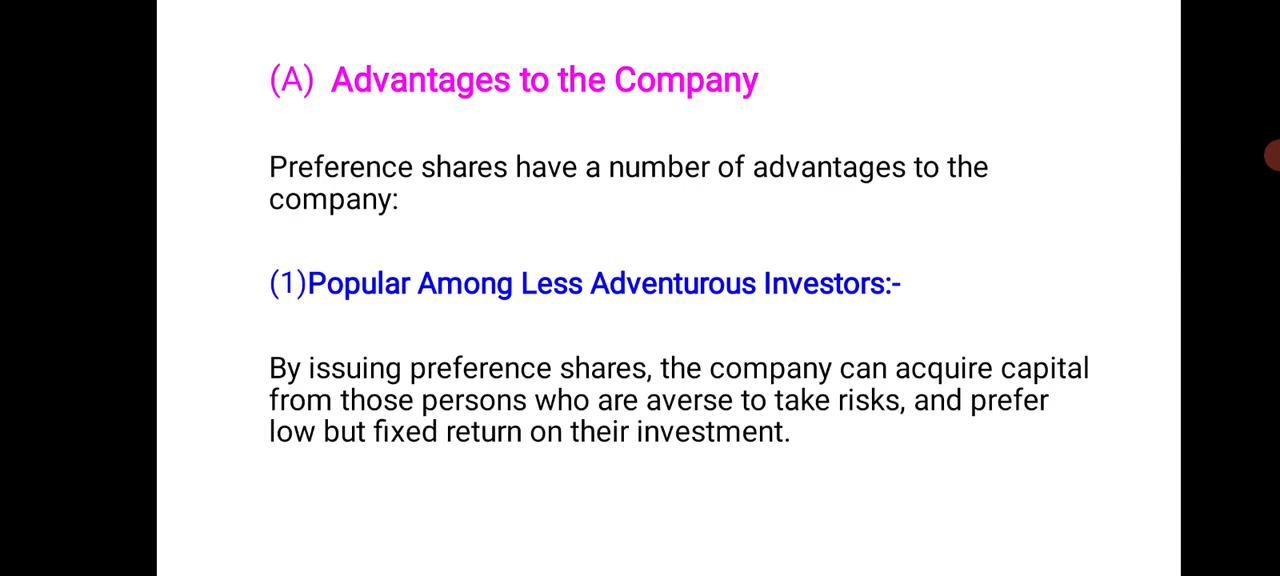 (A) Advantages to the Company
Preference shares have a number of advantages to the
company:
(1)Popular Among Less Adventurous Investors:-
By issuing preference shares, the company can acquire capital
from those persons who are averse to take risks, and prefer
low but fixed return on their investment.